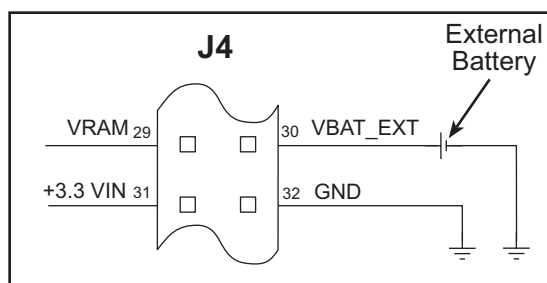 External
Battery
J4
VRAM 29
30 VBAT_EXT
+3.3 VIN 31
32 GND